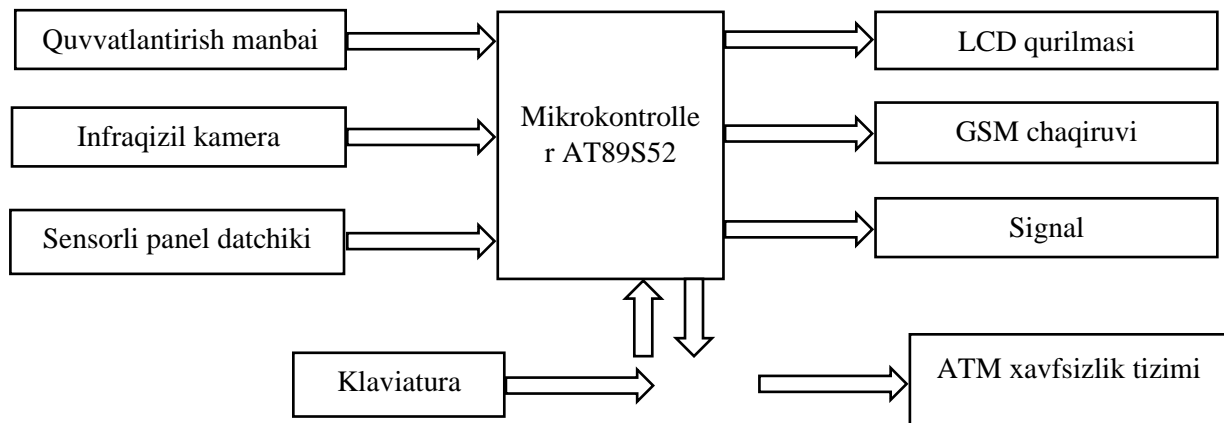 Quvvatlantirish manbai
LCD qurilmasi
Infraqizil kamera
Mikrokontrolle
r AT89S52
GSM chaqiruvi
Sensorli panel datchiki
Signal
Klaviatura
ATM xavfsizlik tizimi